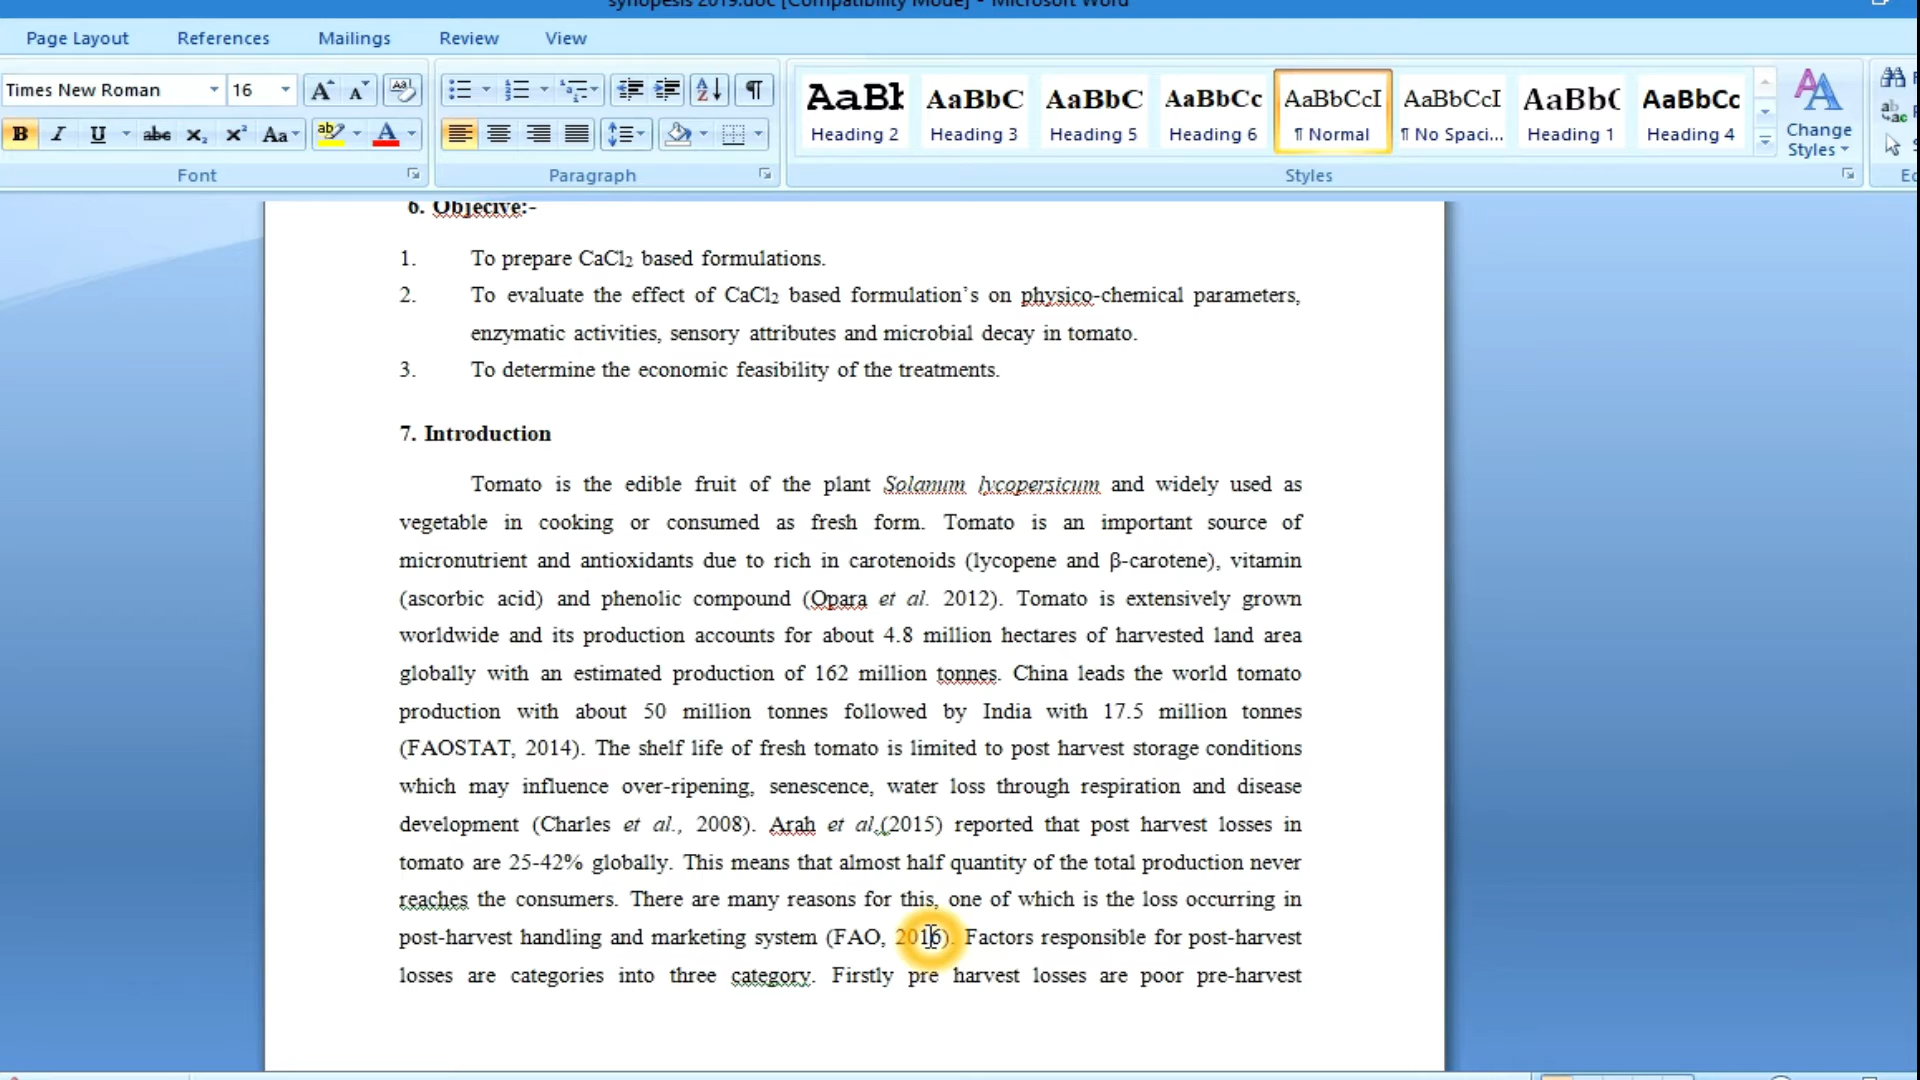 synopesis 2019.doc [Compatibility Mode] - Microsoft Word
Page Layout References Mailings Review View
Times New Roman 16
AaBb AaBbC AaBbC AaBbCc AaBbCcI AaBbCcI AaBb( AaBbCc
Heading 2 Heading 3 Heading 5 Heading 6 ¶ Normal ¶ No Spaci... Heading 1 Heading 4
Change
Styles
Font Paragraph Styles
6. Objecive:-
1. To prepare CaCl₂ based formulations.
2. To evaluate the effect of CaCl₂ based formulation’s on physico-chemical parameters,
enzymatic activities, sensory attributes and microbial decay in tomato.
3. To determine the economic feasibility of the treatments.
7. Introduction
Tomato is the edible fruit of the plant Solanum lycopersicum and widely used as
vegetable in cooking or consumed as fresh form. Tomato is an important source of
micronutrient and antioxidants due to rich in carotenoids (lycopene and β-carotene), vitamin
(ascorbic acid) and phenolic compound (Opara et al. 2012). Tomato is extensively grown
worldwide and its production accounts for about 4.8 million hectares of harvested land area
globally with an estimated production of 162 million tonnes. China leads the world tomato
production with about 50 million tonnes followed by India with 17.5 million tonnes
(FAOSTAT, 2014). The shelf life of fresh tomato is limited to post harvest storage conditions
which may influence over-ripening, senescence, water loss through respiration and disease
development (Charles et al., 2008). Arah et al.(2015) reported that post harvest losses in
tomato are 25-42% globally. This means that almost half quantity of the total production never
reaches the consumers. There are many reasons for this, one of which is the loss occurring in
post-harvest handling and marketing system (FAO, 2016). Factors responsible for post-harvest
losses are categories into three category. Firstly pre harvest losses are poor pre-harvest